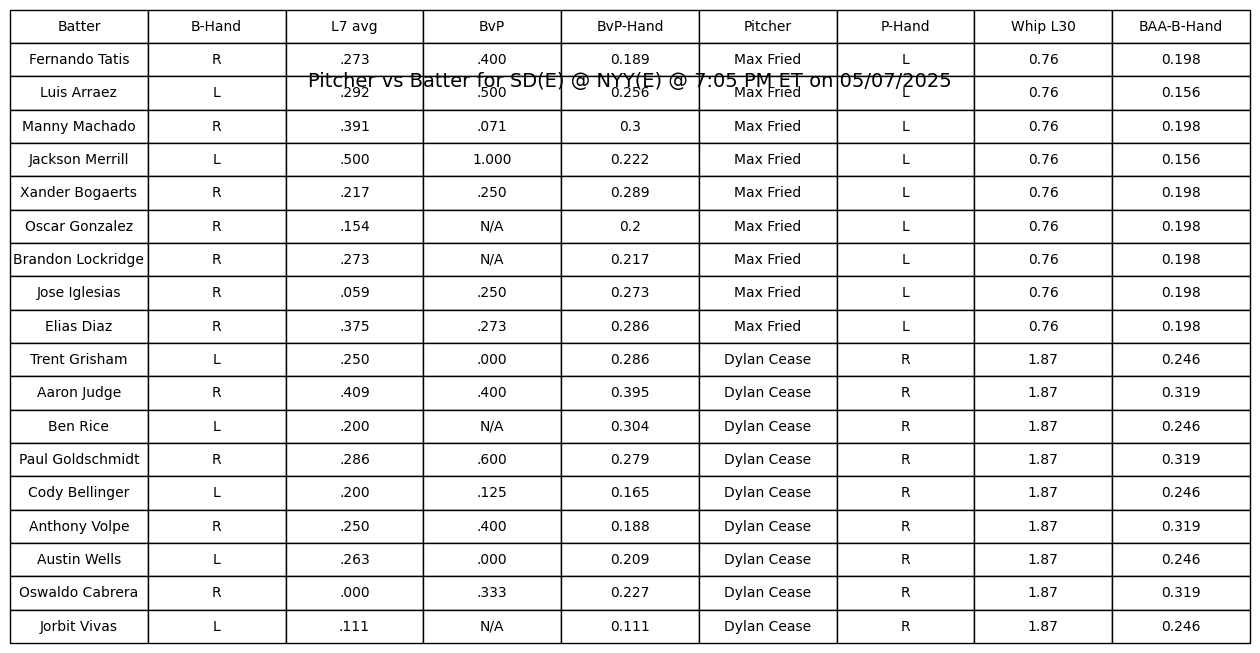 Batter B-Hand L7 avg BvP BvP-Hand Pitcher P-Hand Whip L30 BAA-B-Hand
Fernando Tatis R .273 .400 0.189 Max Fried L 0.76 0.198
Pitcher vs Batter for SD(E) @ NYY(E) @ 7:05 PM ET on 05/07/2025
Luis Arraez L .292 .500 0.256 Max Fried L 0.76 0.156
Manny Machado R .391 .071 0.3 Max Fried L 0.76 0.198
Jackson Merrill L .500 1.000 0.222 Max Fried L 0.76 0.156
Xander Bogaerts R .217 .250 0.289 Max Fried L 0.76 0.198
Oscar Gonzalez R .154 N/A 0.2 Max Fried L 0.76 0.198
Brandon Lockridge R .273 N/A 0.217 Max Fried L 0.76 0.198
Jose Iglesias R .059 .250 0.273 Max Fried L 0.76 0.198
Elias Diaz R .375 .273 0.286 Max Fried L 0.76 0.198
Trent Grisham L .250 .000 0.286 Dylan Cease R 1.87 0.246
Aaron Judge R .409 .400 0.395 Dylan Cease R 1.87 0.319
Ben Rice L .200 N/A 0.304 Dylan Cease R 1.87 0.246
Paul Goldschmidt R .286 .600 0.279 Dylan Cease R 1.87 0.319
Cody Bellinger L .200 .125 0.165 Dylan Cease R 1.87 0.246
Anthony Volpe R .250 .400 0.188 Dylan Cease R 1.87 0.319
Austin Wells L .263 .000 0.209 Dylan Cease R 1.87 0.246
Oswaldo Cabrera R .000 .333 0.227 Dylan Cease R 1.87 0.319
Jorbit Vivas L .111 N/A 0.111 Dylan Cease R 1.87 0.246